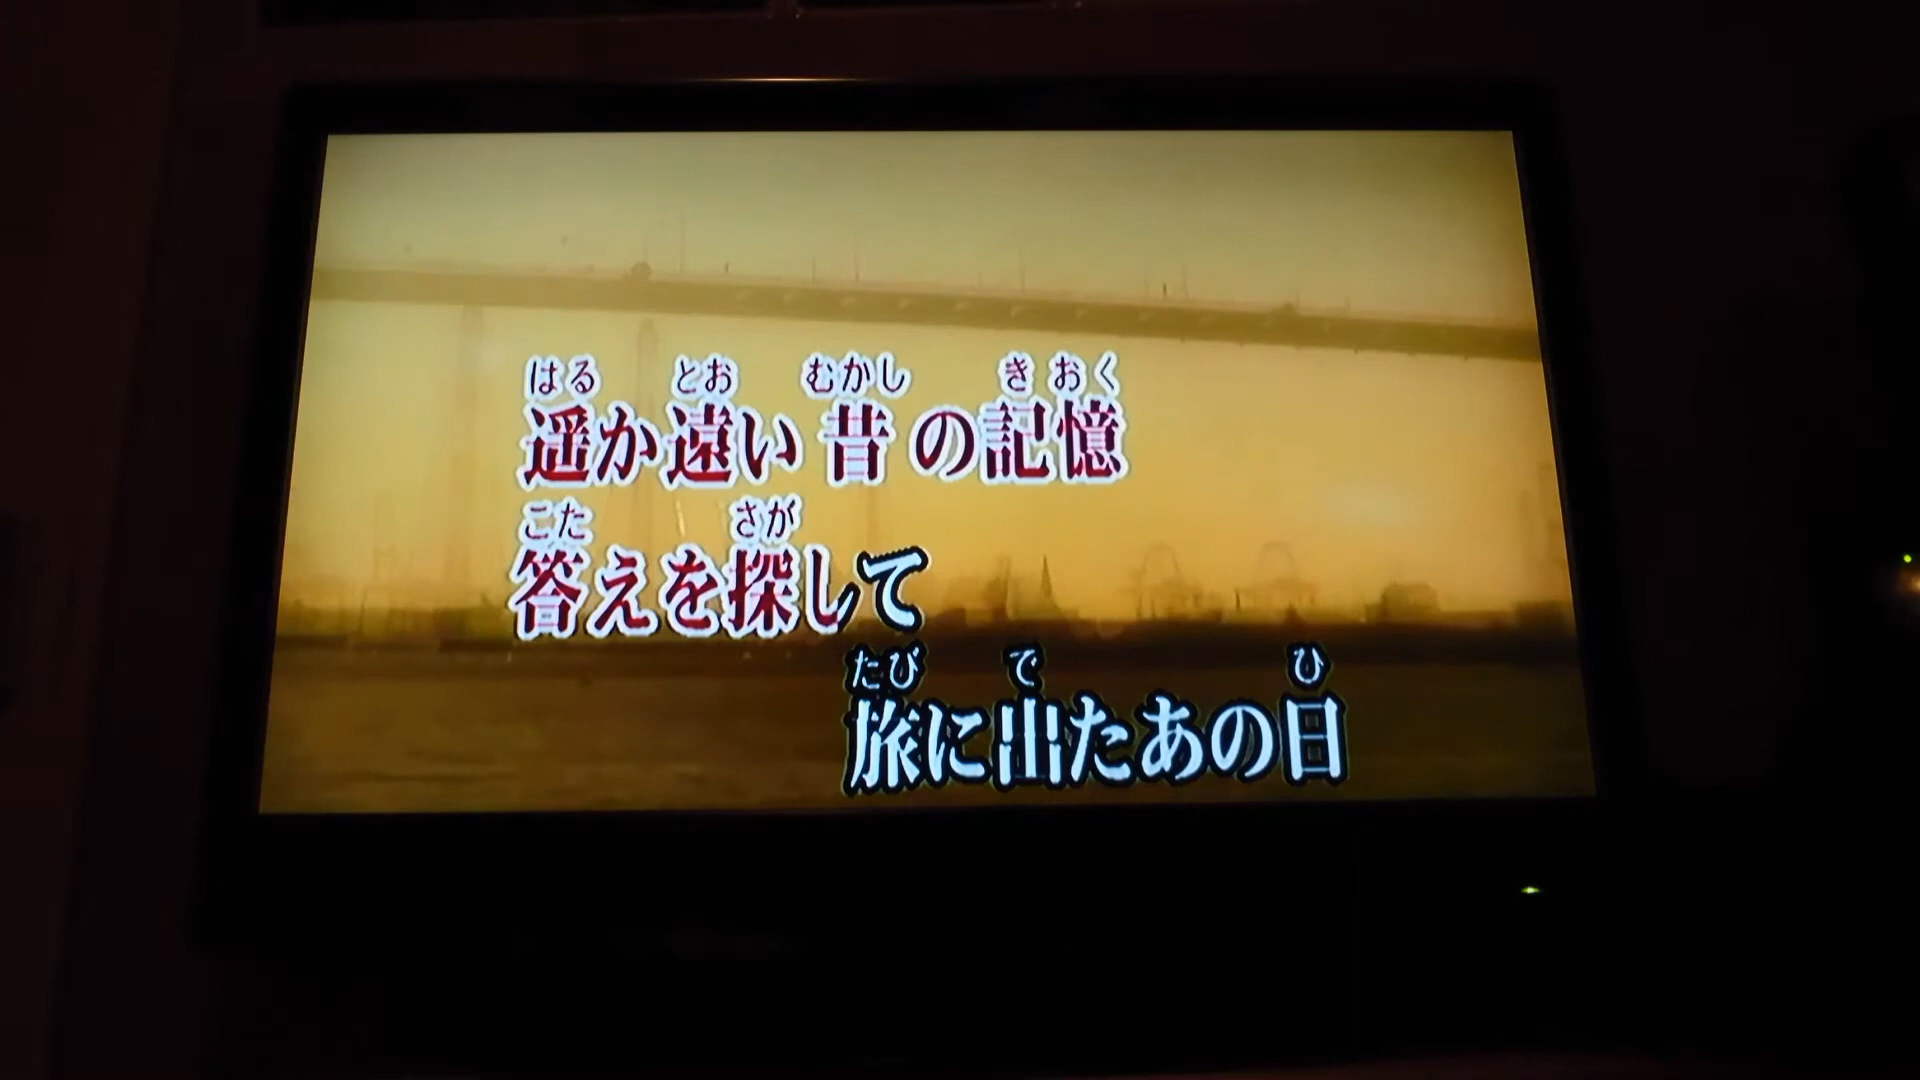 はる とお むかし きおく
遥か遠い 昔の記憶
こた さが
答えを探して
たび で ひ
旅に出たあの日